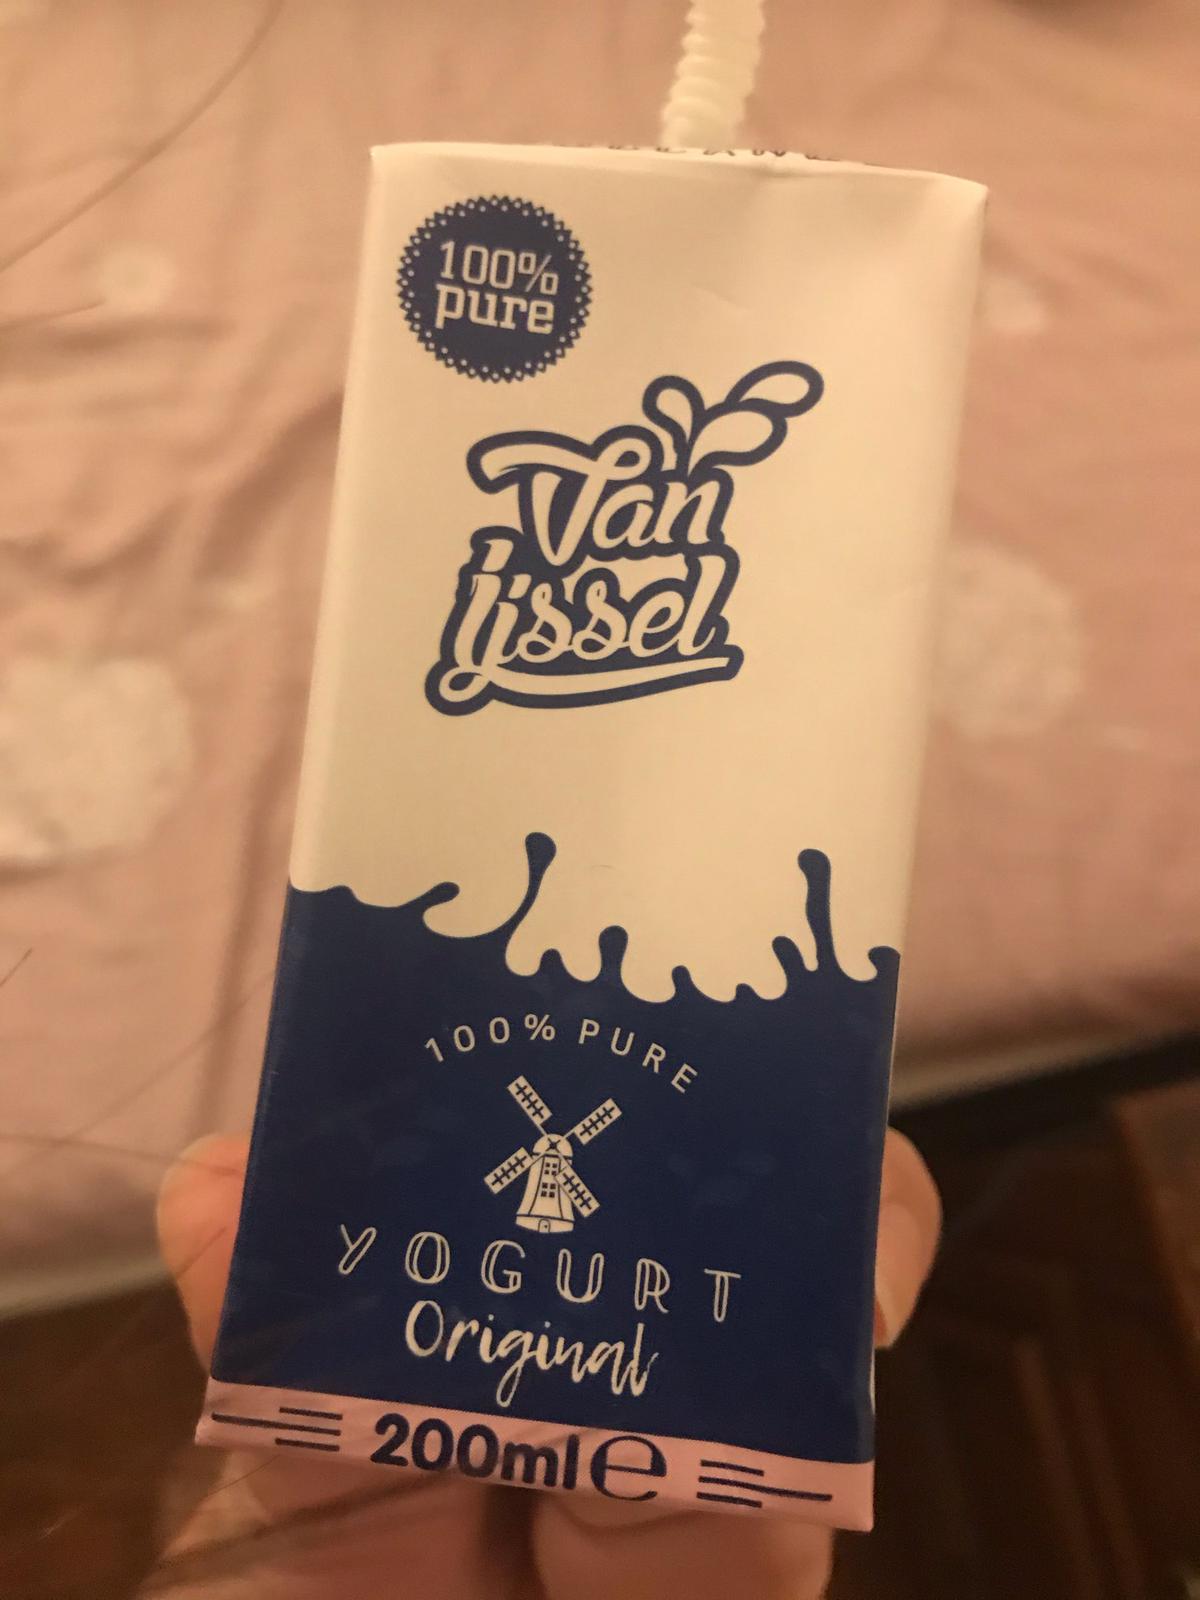 100%
pure
Van
Ijssel
100% PURE
YOGURT
Original
200ml e